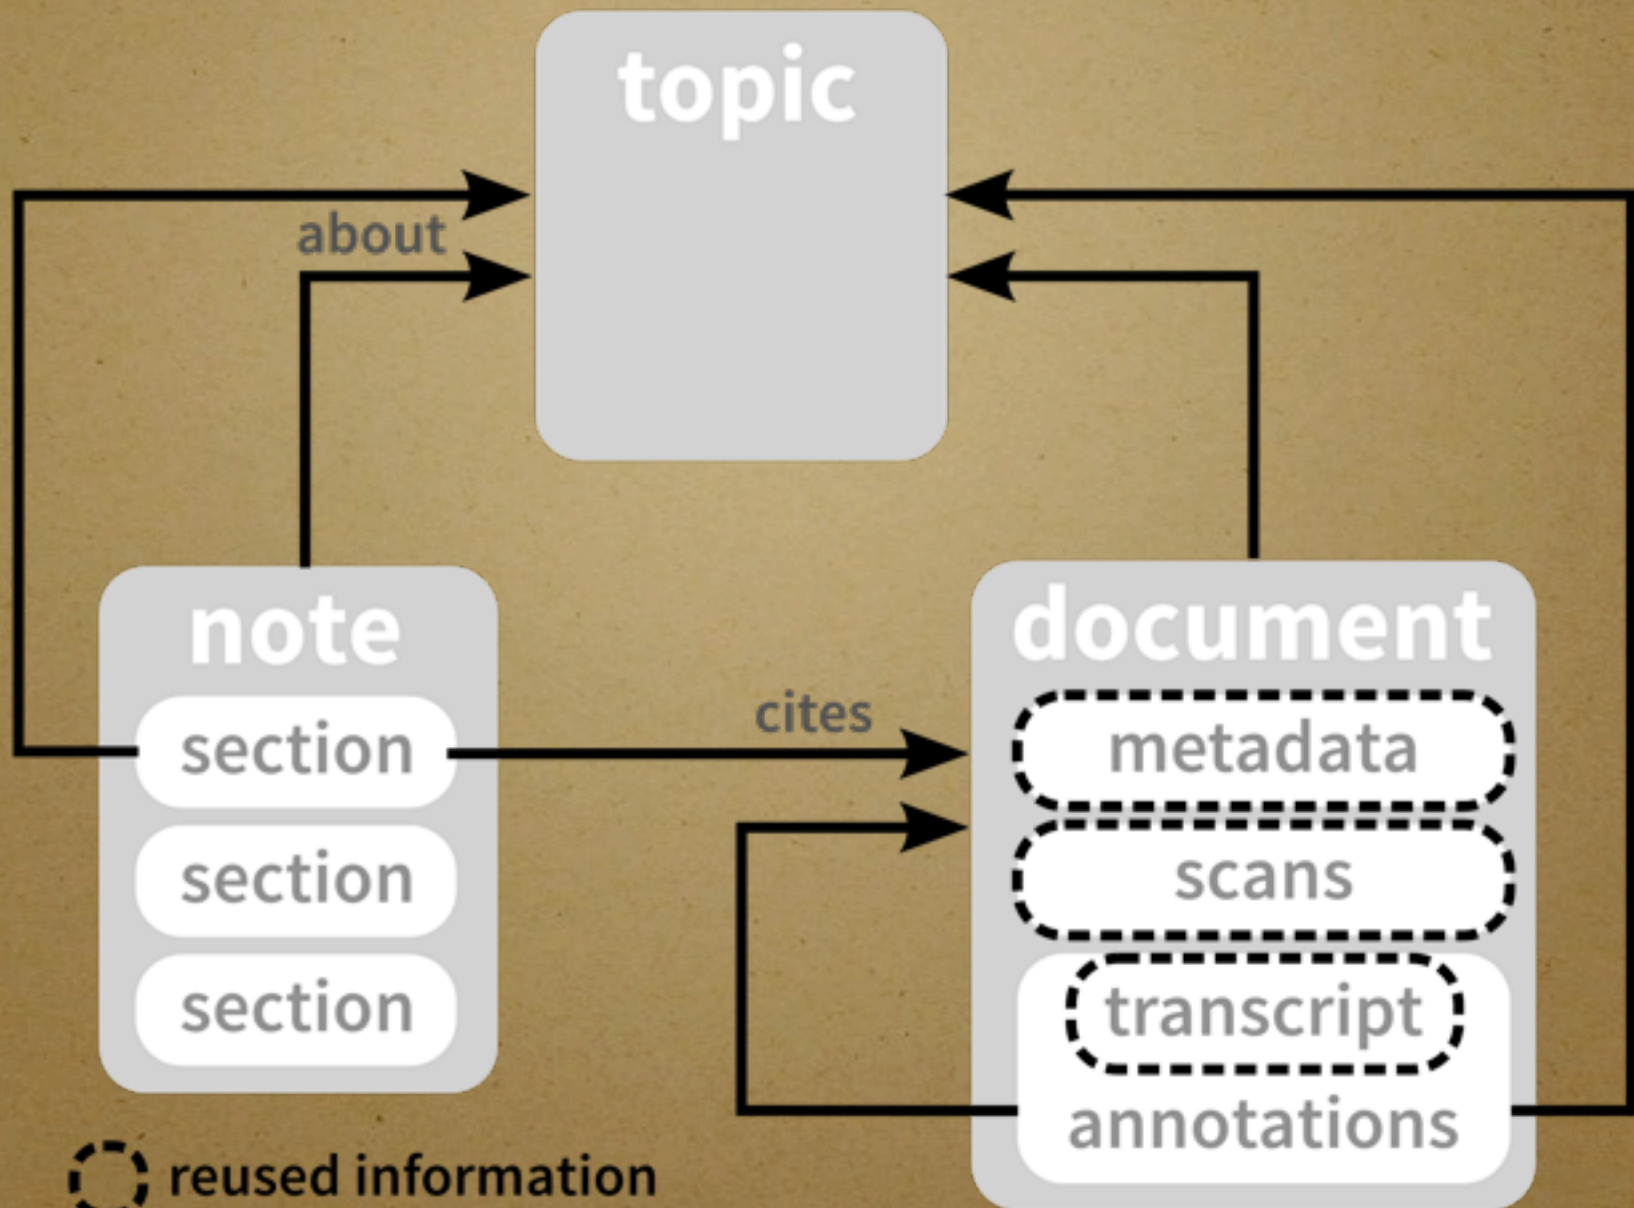 topic
about
note
section
section
section
cites
document
metadata
scans
transcript
annotations
reused information